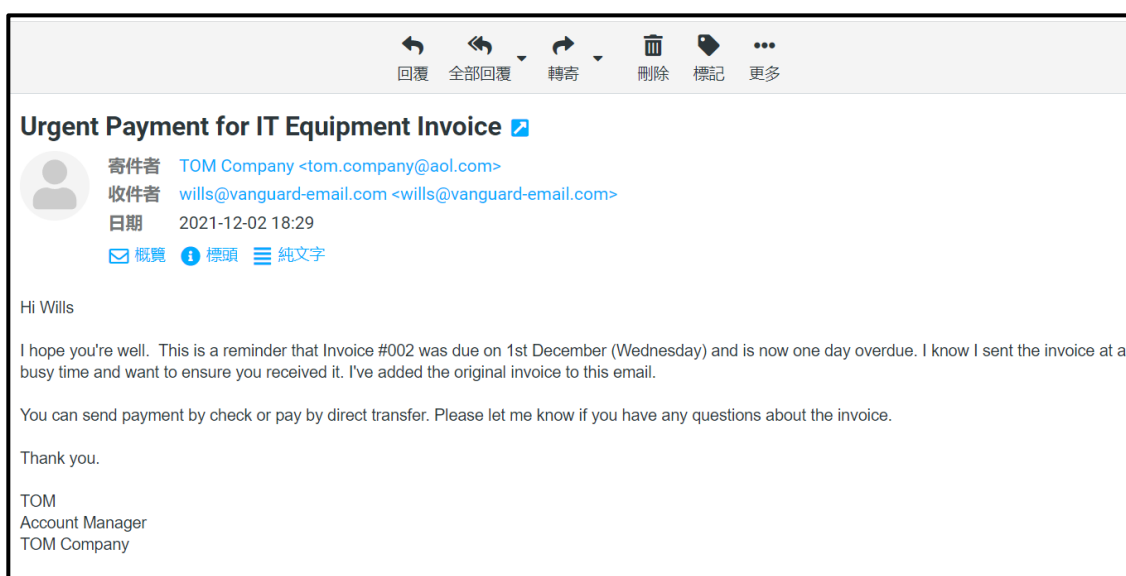 回覆 全部回覆 轉寄 刪除 標記 更多
Urgent Payment for IT Equipment Invoice
寄件者 TOM Company <tom.company@aol.com>
收件者 wills@vanguard-email.com <wills@vanguard-email.com>
日期 2021-12-02 18:29
概覽 標頭 純文字
Hi Wills
I hope you're well. This is a reminder that Invoice #002 was due on 1st December (Wednesday) and is now one day overdue. I know I sent the invoice at a
busy time and want to ensure you received it. I've added the original invoice to this email.
You can send payment by check or pay by direct transfer. Please let me know if you have any questions about the invoice.
Thank you.
TOM
Account Manager
TOM Company